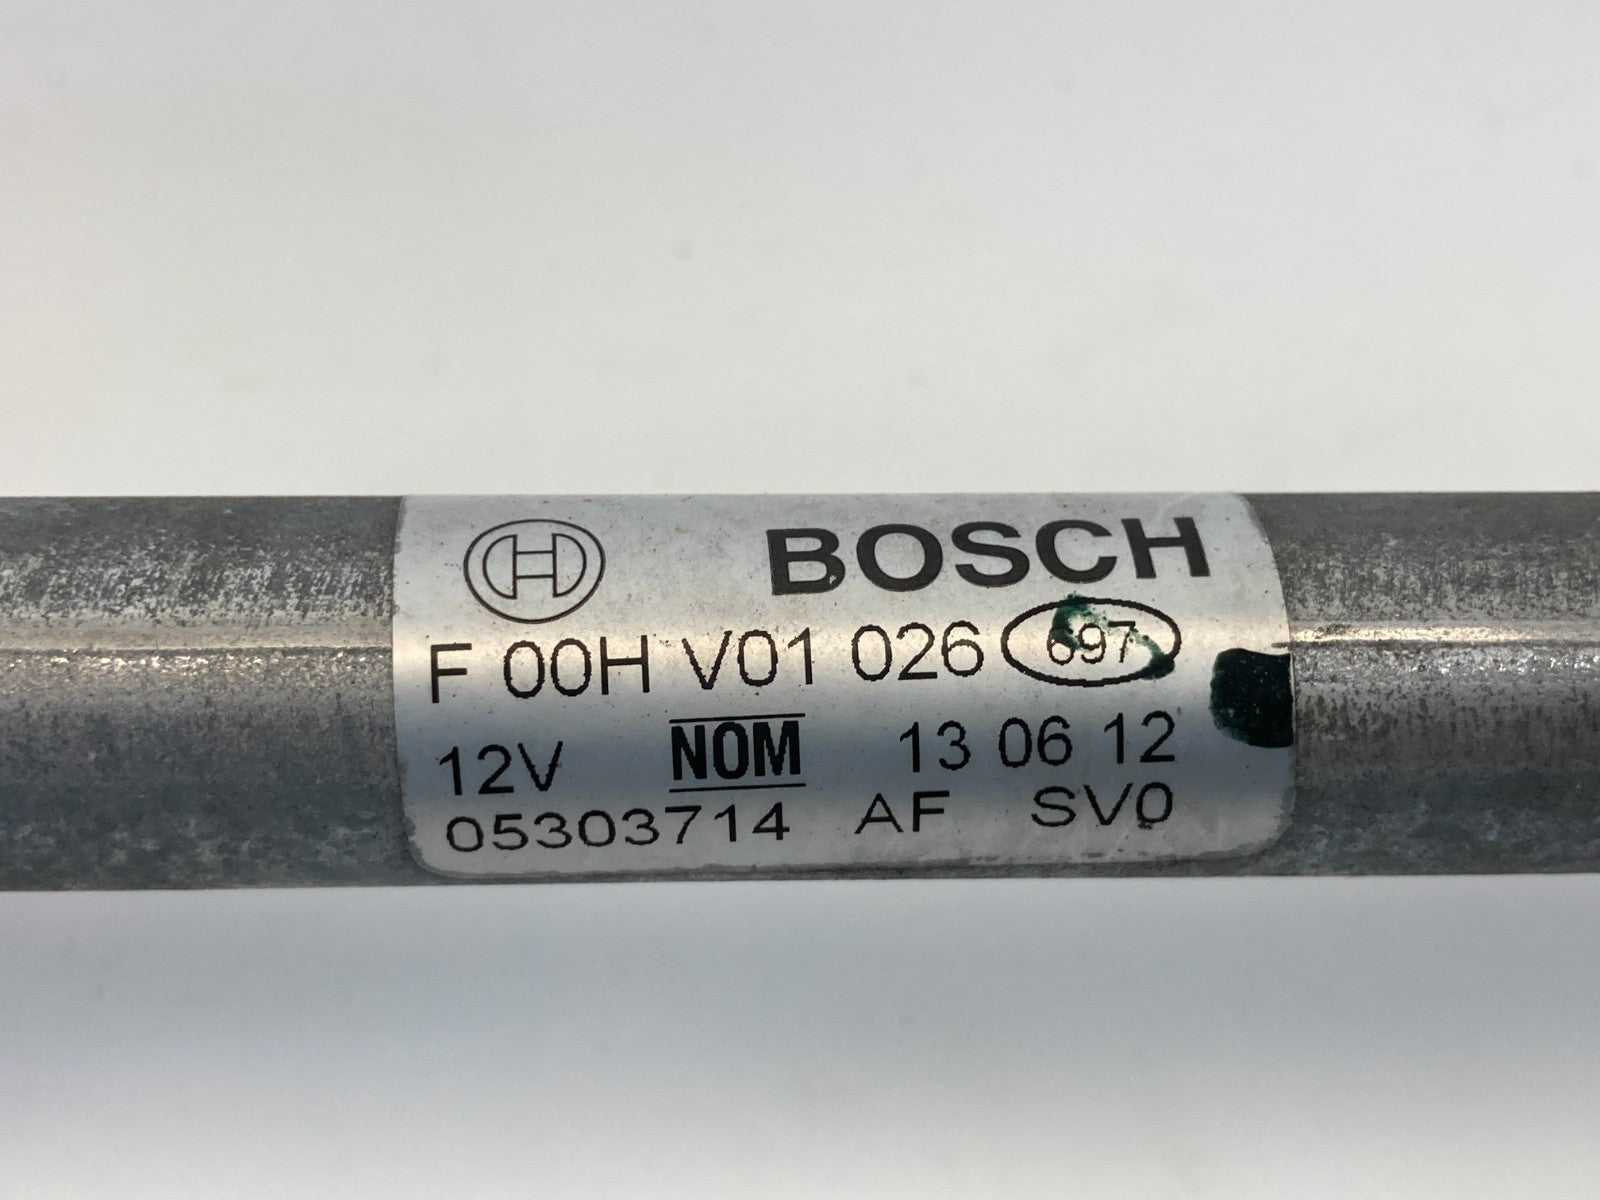 BOSCH
F 00H V01 026 697
12V NOM 13 06 12
05303714 AF SV0